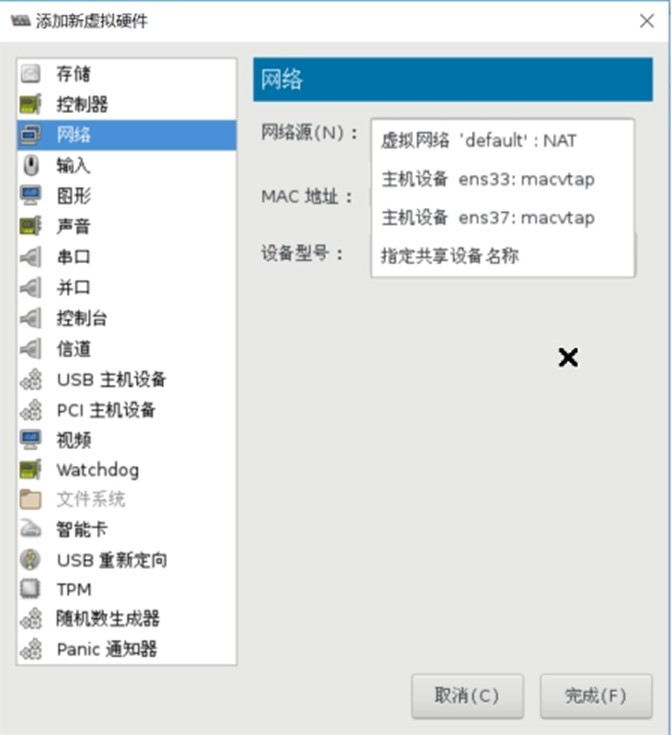 添加新虚拟硬件
存储
控制器
网络
输入
图形
声音
串口
并口
控制台
信道
USB 主机设备
PCI 主机设备
视频
Watchdog
文件系统
智能卡
USB 重新定向
TPM
随机数生成器
Panic 通知器
网络
网络源(N)：
虚拟网络 'default' : NAT
主机设备 ens33: macvtap
主机设备 ens37: macvtap
指定共享设备名称
MAC 地址：
设备型号：
取消(C)
完成(F)